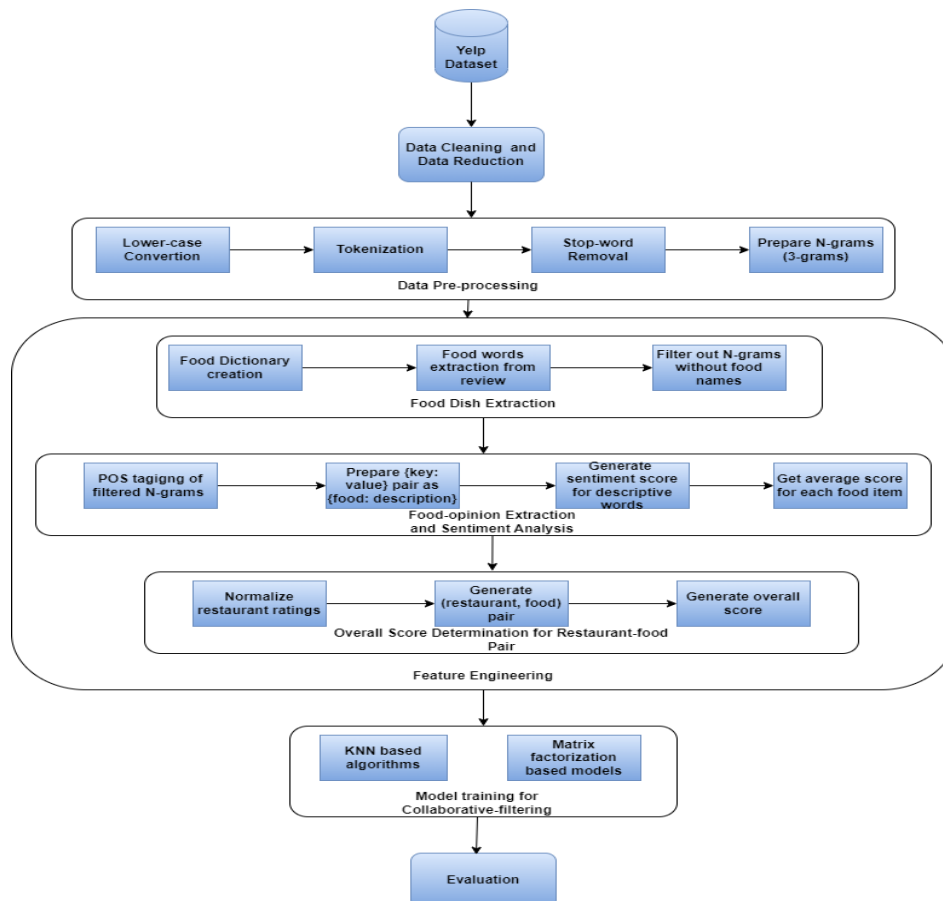 Yelp
Dataset
Data Cleaning and
Data Reduction
Lower-case
Convertion
Tokenization
Stop-word
Removal
Prepare N-grams
(3-grams)
Data Pre-processing
Food Dictionary
creation
Food words
extraction from
review
Filter out N-grams
without food
names
Food Dish Extraction
POS tagigng of
filtered N-grams
Prepare {key:
value} pair as
{food: description}
Generate
sentiment score
for descriptive
words
Get average score
for each food item
Food-opinion Extraction
and Sentiment Analysis
Normalize
restaurant ratings
Generate
(restaurant, food)
pair
Generate overall
score
Overall Score Determination for Restaurant-food
Pair
Feature Engineering
KNN based
algorithms
Matrix
factorization
based models
Model training for
Collaborative-filtering
Evaluation